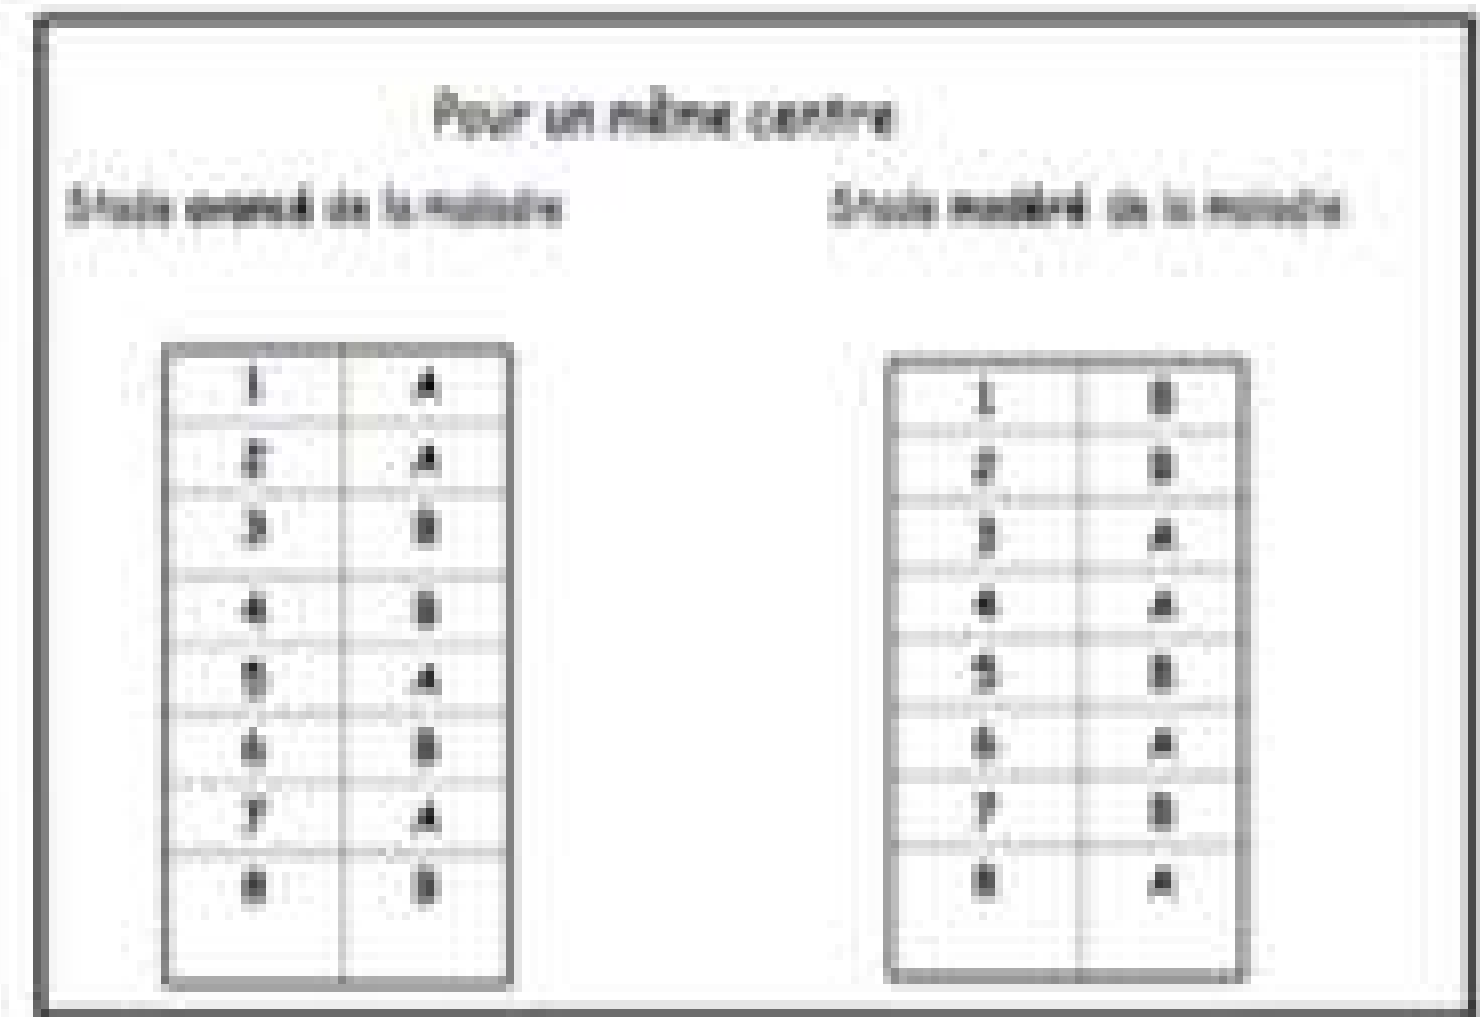 Pour un même centre
Stade avancé de la maladie
Stade modéré de la maladie
1 A
2 A
3 B
4 B
5 A
6 B
7 A
8 B
1 B
2 B
3 A
4 A
5 B
6 A
7 B
8 A